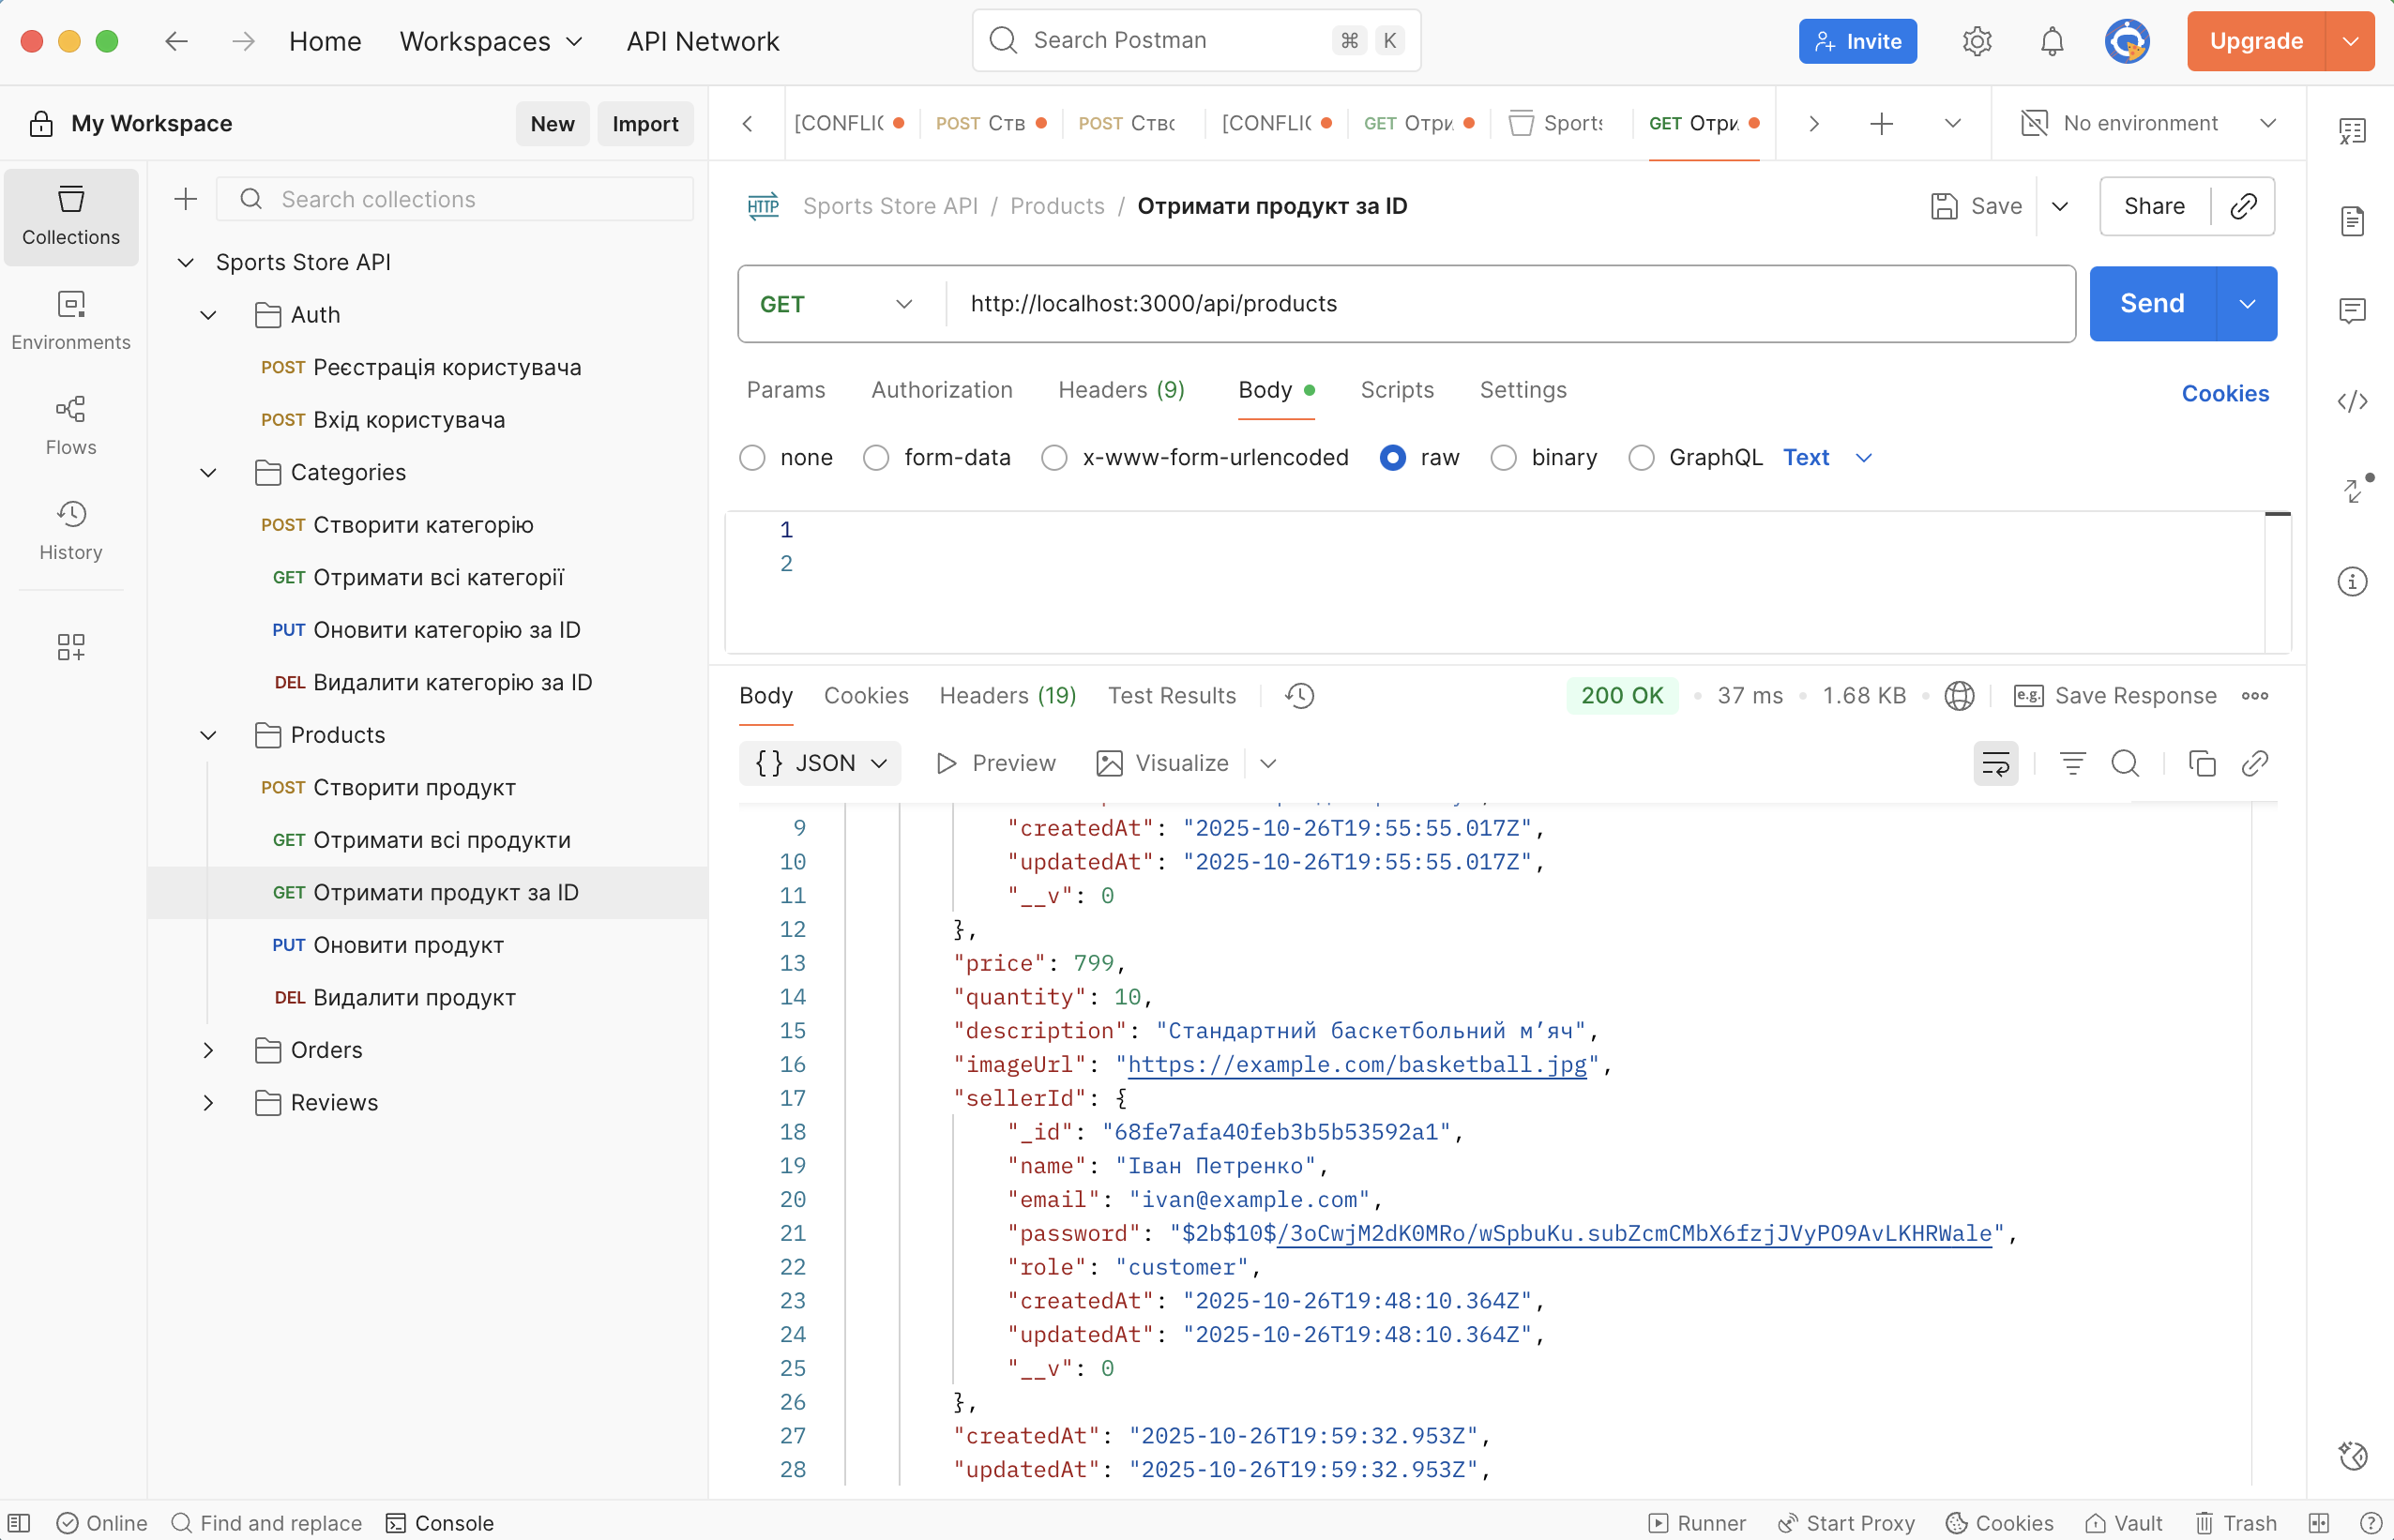 Home Workspaces API Network Search Postman ⌘ K Invite Upgrade
My Workspace New Import
[CONFLI POST Ств POST Ств [CONFLI GET Отри Sports GET Отри No environment
Collections
Environments
Flows
History
Search collections
Sports Store API
Auth
POST Реєстрація користувача
POST Вхід користувача
Categories
POST Створити категорію
GET Отримати всі категорії
PUT Оновити категорію за ID
DEL Видалити категорію за ID
Products
POST Створити продукт
GET Отримати всі продукти
GET Отримати продукт за ID
PUT Оновити продукт
DEL Видалити продукт
Orders
Reviews
HTTP Sports Store API / Products / Отримати продукт за ID Save Share
GET http://localhost:3000/api/products Send
Params Authorization Headers (9) Body Scripts Settings Cookies
none form-data x-www-form-urlencoded raw binary GraphQL Text
1
2
Body Cookies Headers (19) Test Results 200 OK 37 ms 1.68 KB e.g. Save Response
{} JSON Preview Visualize
9 "createdAt": "2025-10-26T19:55:55.017Z",
10 "updatedAt": "2025-10-26T19:55:55.017Z",
11 "__v": 0
12 },
13 "price": 799,
14 "quantity": 10,
15 "description": "Стандартний баскетбольний м’яч",
16 "imageUrl": "https://example.com/basketball.jpg",
17 "sellerId": {
18 "_id": "68fe7afa40feb3b5b53592a1",
19 "name": "Іван Петренко",
20 "email": "ivan@example.com",
21 "password": "$2b$10$/3oCwjM2dK0MRo/wSpbuKu.subZcmCMbX6fzjJVyPO9AvLKHRWale",
22 "role": "customer",
23 "createdAt": "2025-10-26T19:48:10.364Z",
24 "updatedAt": "2025-10-26T19:48:10.364Z",
25 "__v": 0
26 },
27 "createdAt": "2025-10-26T19:59:32.953Z",
28 "updatedAt": "2025-10-26T19:59:32.953Z",
Online Find and replace Console Runner Start Proxy Cookies Vault Trash